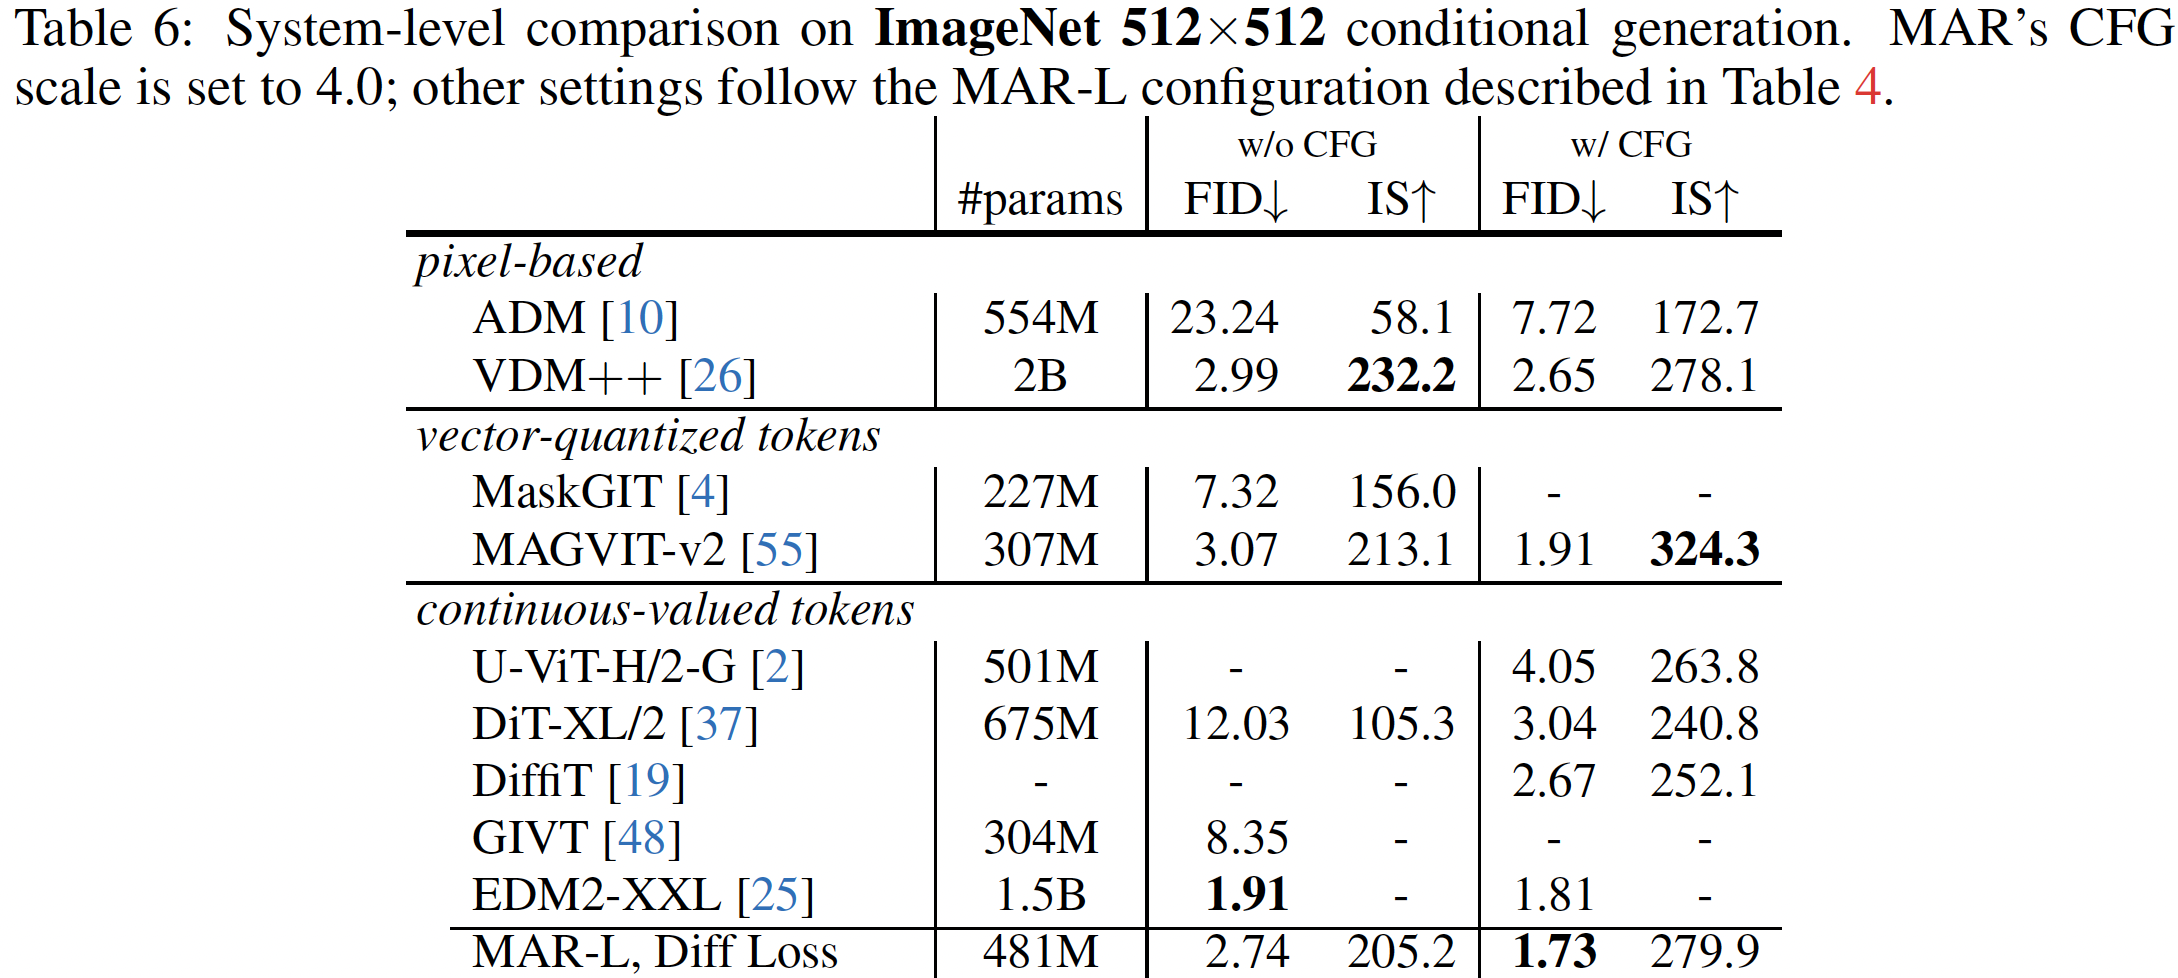 Table 6: System-level comparison on ImageNet 512×512 conditional generation. MAR's CFG
scale is set to 4.0; other settings follow the MAR-L configuration described in Table 4.
w/o CFG w/ CFG
#params FID↓ IS↑ FID↓ IS↑
pixel-based
ADM [10] 554M 23.24 58.1 7.72 172.7
VDM++ [26] 2B 2.99 232.2 2.65 278.1
vector-quantized tokens
MaskGIT [4] 227M 7.32 156.0 - -
MAGVIT-v2 [55] 307M 3.07 213.1 1.91 324.3
continuous-valued tokens
U-ViT-H/2-G [2] 501M - - 4.05 263.8
DiT-XL/2 [37] 675M 12.03 105.3 3.04 240.8
DiffiT [19] - - - 2.67 252.1
GIVT [48] 304M 8.35 - - -
EDM2-XXL [25] 1.5B 1.91 - 1.81 -
MAR-L, Diff Loss 481M 2.74 205.2 1.73 279.9